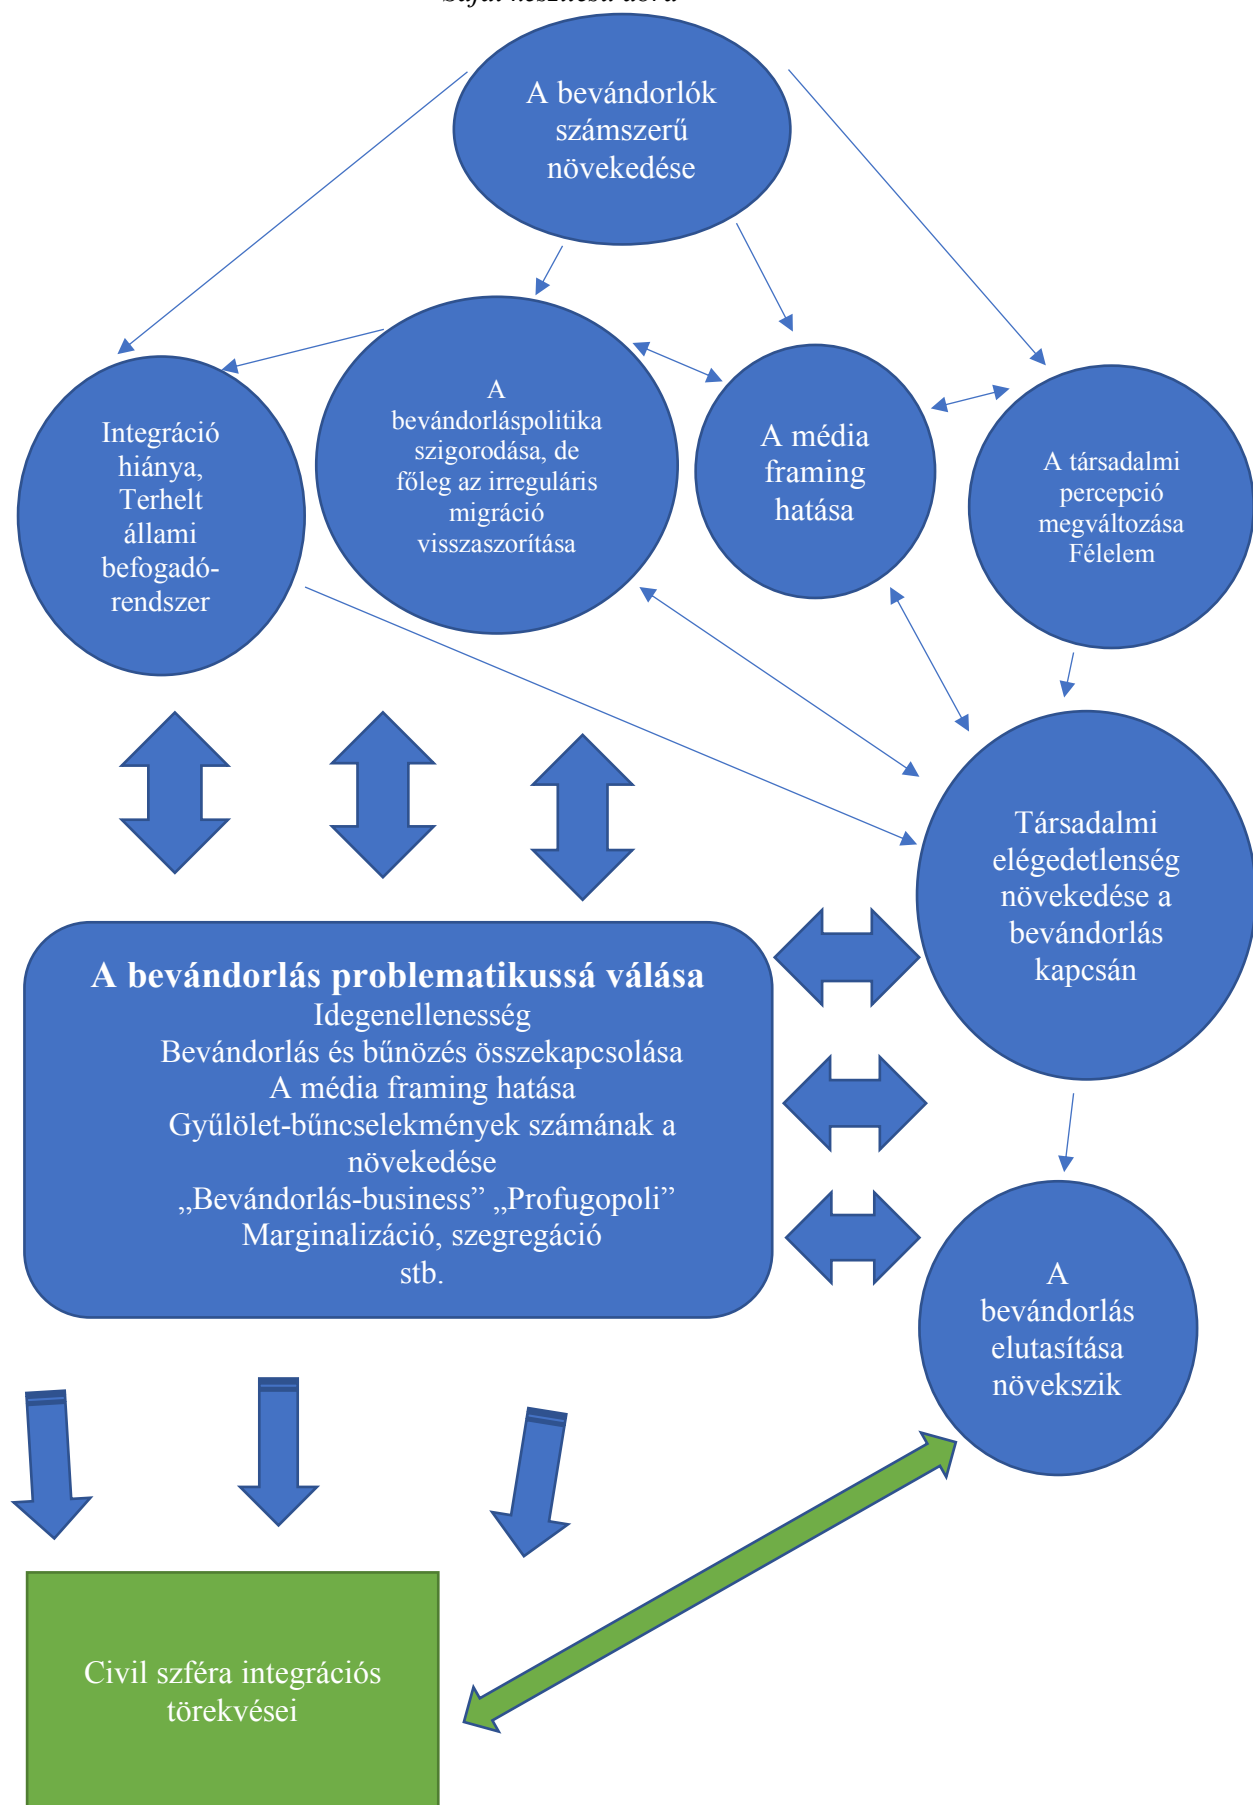 A bevándorlók
számszerű
növekedése
Integráció
hiánya,
Terhelt
állami
befogadó-
rendszer
A
bevándorláspolitika
szigorodása, de
főleg az irreguláris
migráció
visszaszorítása
A média
framing
hatása
A társadalmi
percepció
megváltozása
Félelem
Társadalmi
elégedetlenség
növekedése a
bevándorlás
kapcsán
A bevándorlás problematikussá válása
Idegenellenesség
Bevándorlás és bűnözés összekapcsolása
A média framing hatása
Gyűlölet-bűncselekmények számának a
növekedése
„Bevándorlás-business” „Profugopoli”
Marginalizáció, szegregáció
stb.
A
bevándorlás
elutasítása
növekszik
Civil szféra integrációs
törekvései